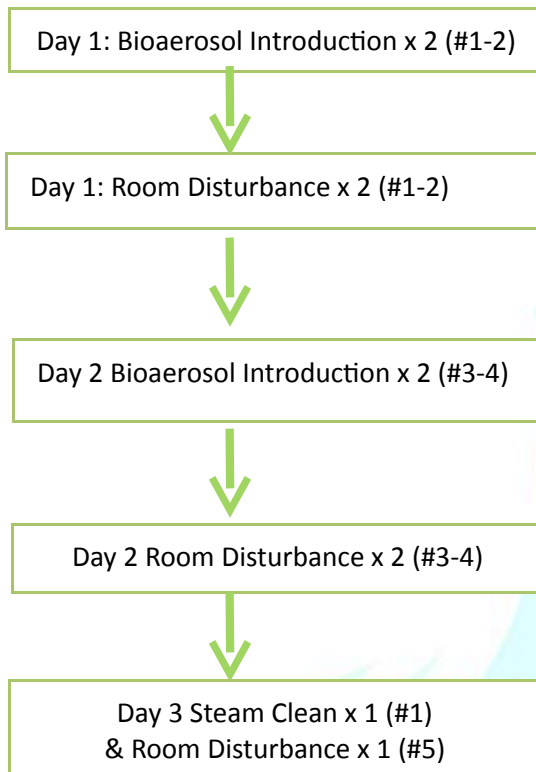 Day 1: Bioaerosol Introduction x 2 (#1-2)
Day 1: Room Disturbance x 2 (#1-2)
Day 2 Bioaerosol Introduction x 2 (#3-4)
Day 2 Room Disturbance x 2 (#3-4)
Day 3 Steam Clean x 1 (#1)
& Room Disturbance x 1 (#5)